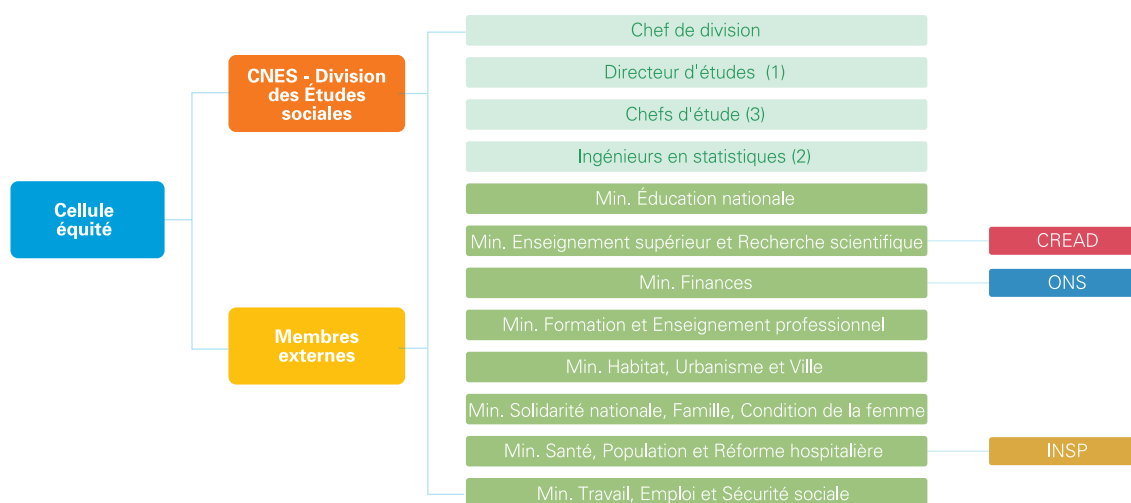 Cellule
équité
CNES - Division
des Études
sociales
Membres
externes
Chef de division
Directeur d'études (1)
Chefs d'étude (3)
Ingénieurs en statistiques (2)
Min. Éducation nationale
Min. Enseignement supérieur et Recherche scientifique
CREAD
Min. Finances
ONS
Min. Formation et Enseignement professionnel
Min. Habitat, Urbanisme et Ville
Min. Solidarité nationale, Famille, Condition de la femme
Min. Santé, Population et Réforme hospitalière
INSP
Min. Travail, Emploi et Sécurité sociale